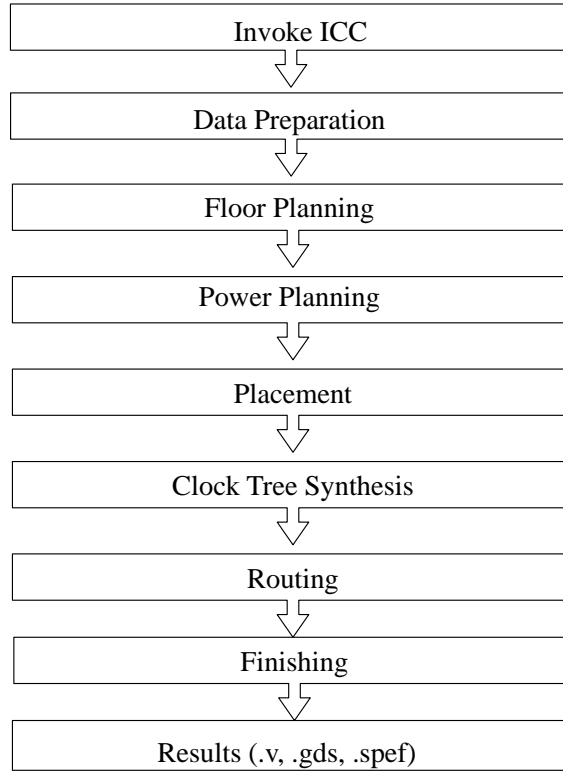 Invoke ICC
Data Preparation
Floor Planning
Power Planning
Placement
Clock Tree Synthesis
Routing
Finishing
Results (.v, .gds, .spef)